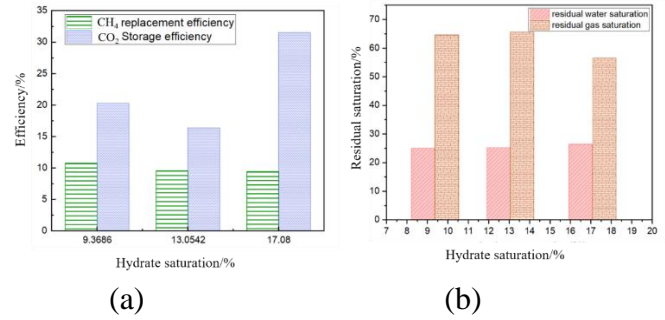 CH₄ replacement efficiency
CO₂ Storage efficiency
Efficiency/%
35
30
25
20
15
10
5
0
9.3686 13.0542 17.08
Hydrate saturation/%
(a)
residual water saturation
residual gas saturation
Residual saturation/%
75
70
60
50
40
30
20
10
0
7 8 9 10 11 12 13 14 15 16 17 18 19 20
Hydrate saturation/%
(b)